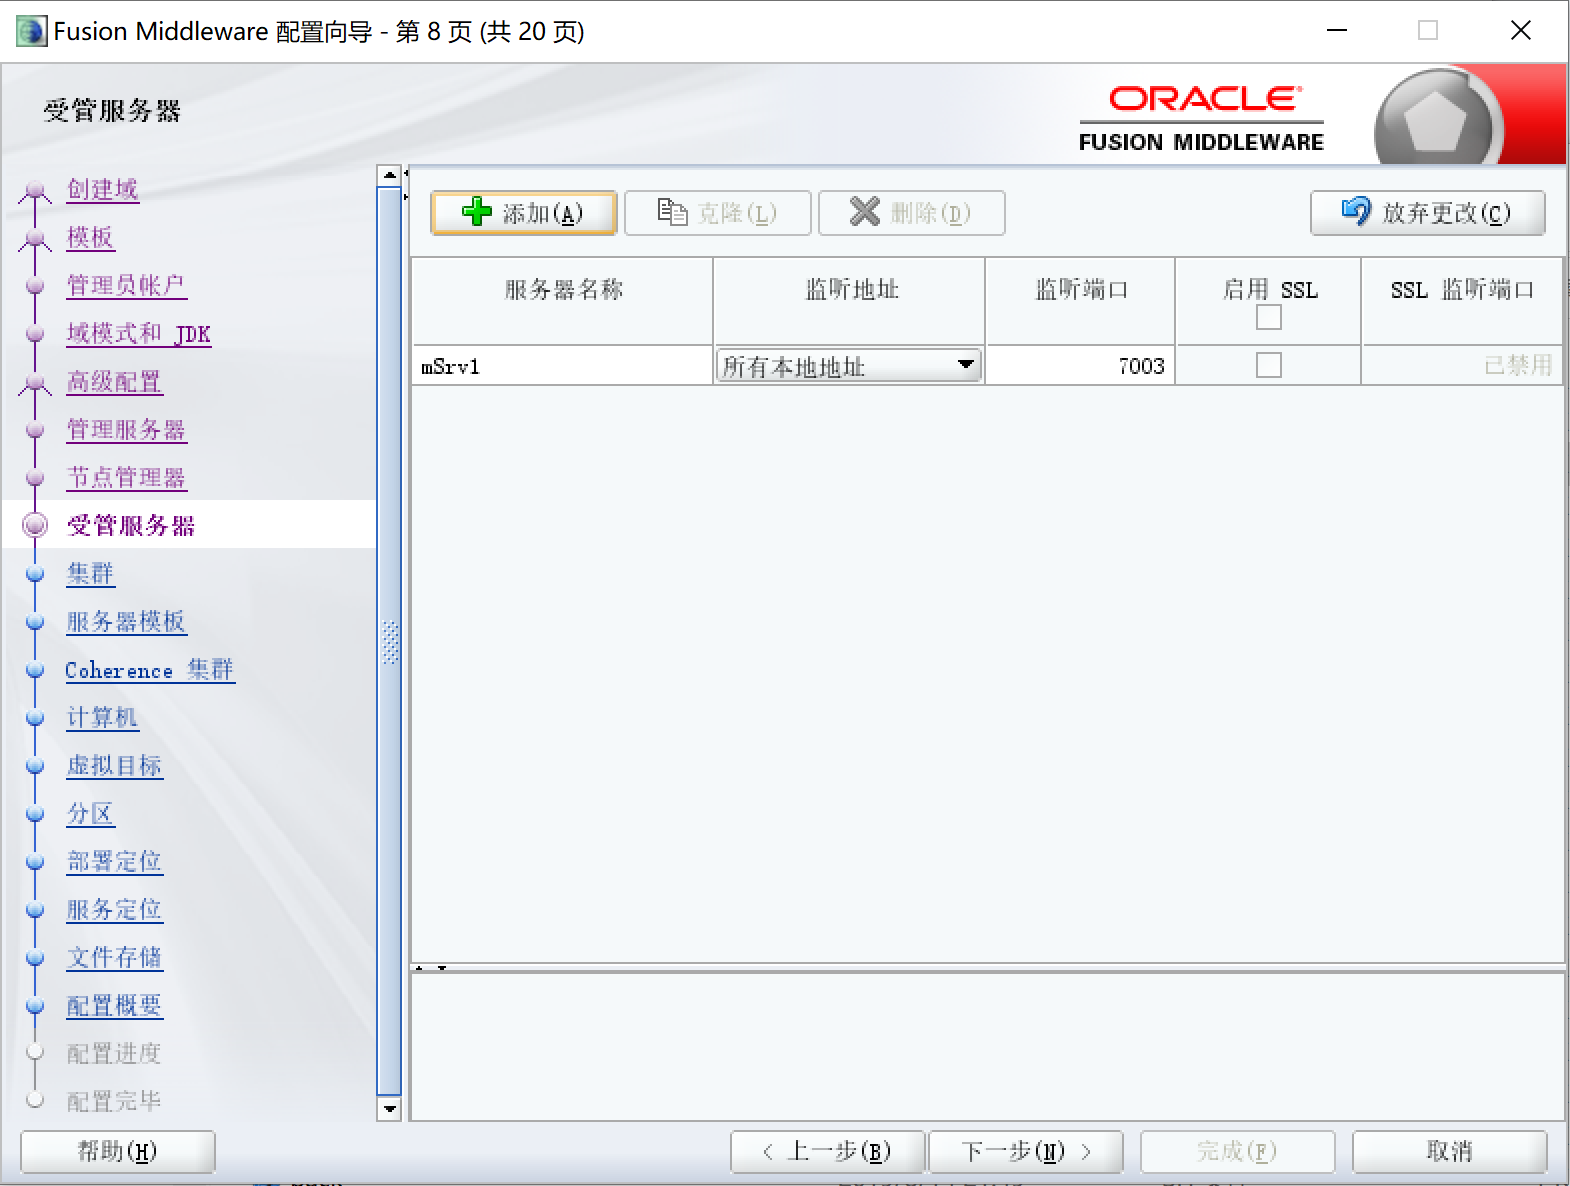 Fusion Middleware 配置向导 - 第 8 页 (共 20 页)
受管服务器
ORACLE
FUSION MIDDLEWARE
创建域
模板
管理员帐户
域模式和 JDK
高级配置
管理服务器
节点管理器
受管服务器
集群
服务器模板
Coherence 集群
计算机
虚拟目标
分区
部署定位
服务定位
文件存储
配置概要
配置进度
配置完毕
添加(A) 克隆(L) 删除(D) 放弃更改(C)
服务器名称 监听地址 监听端口 启用 SSL SSL 监听端口
mSrv1 所有本地地址 7003 已禁用
帮助(H) < 上一步(B) 下一步(N) > 完成(F) 取消